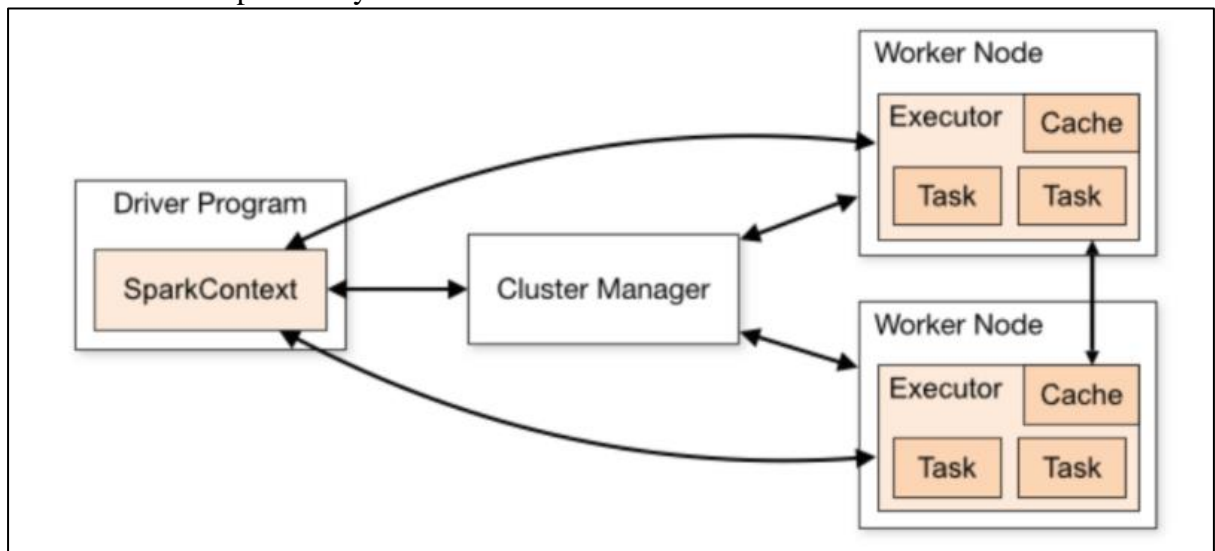 Driver Program
SparkContext
Cluster Manager
Worker Node
Executor
Cache
Task
Task
Worker Node
Executor
Cache
Task
Task